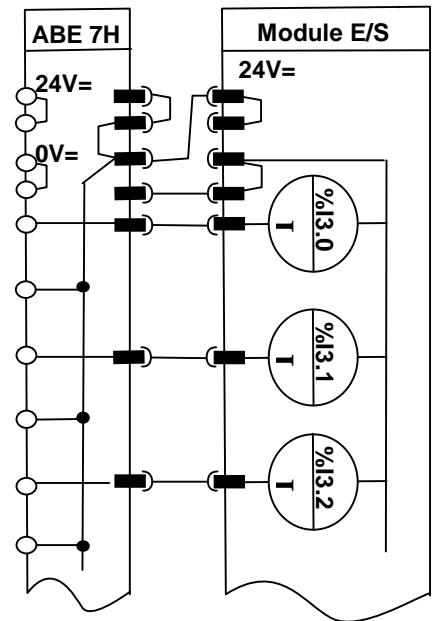 ABE 7H
Module E/S
24V=
24V=
0V=
%I3.0
I
%I3.1
I
%I3.2
I